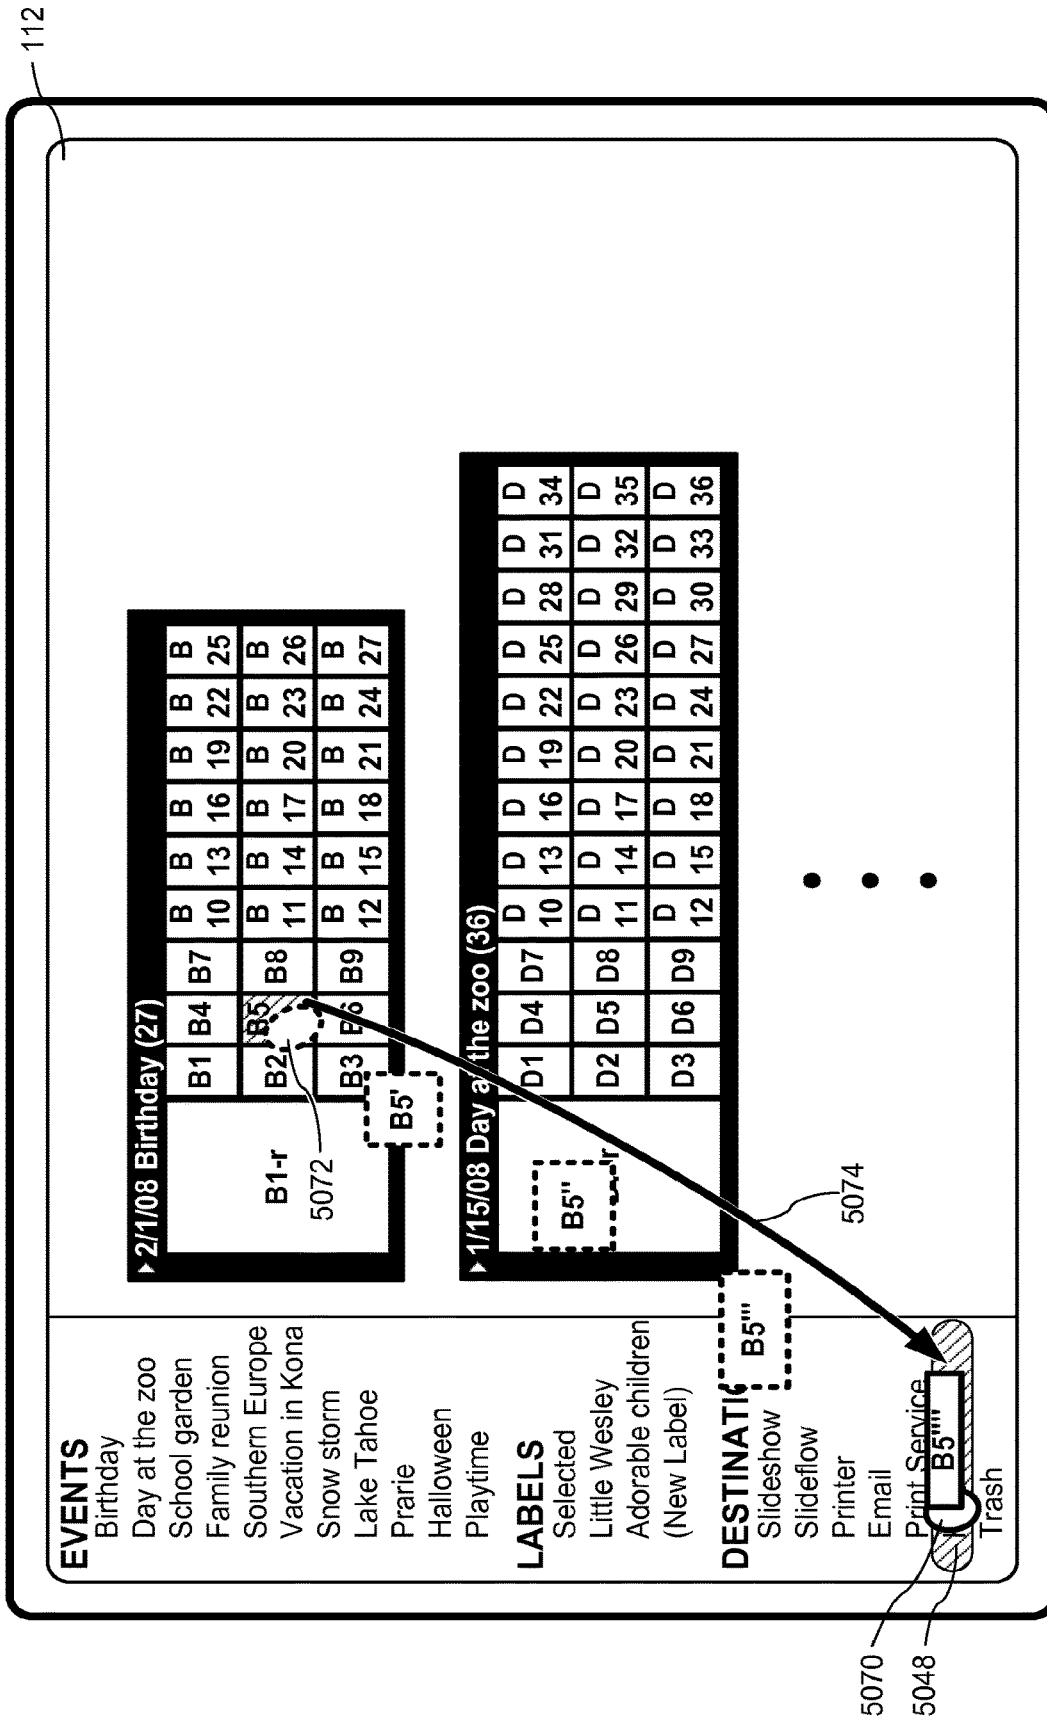 112
EVENTS
Birthday
Day at the zoo
School garden
Family reunion
Southern Europe
Vacation in Kona
Snow storm
Lake Tahoe
Prarie
Halloween
Playtime
LABELS
Selected
Little Wesley
Adorable children
(New Label)
DESTINATIO
Slideshow
Slideflow
Printer
Email
Print Service
Trash
2/1/08 Birthday (27)
B1-r
B1 B4 B7 B 10 B 13 B 16 B 19 B 22 B 25
B2 B5 B8 B 11 B 14 B 17 B 20 B 23 B 26
B3 B6 B9 B 12 B 15 B 18 B 21 B 24 B 27
5072
B5'
1/15/08 Day at the zoo (36)
D1 D4 D7 D 10 D 13 D 16 D 19 D 22 D 25 D 28 D 31 D 34
D2 D5 D8 D 11 D 14 D 17 D 20 D 23 D 26 D 29 D 32 D 35
D3 D6 D9 D 12 D 15 D 18 D 21 D 24 D 27 D 30 D 33 D 36
B5''
B5'''
B5''''
5074
5070
5048